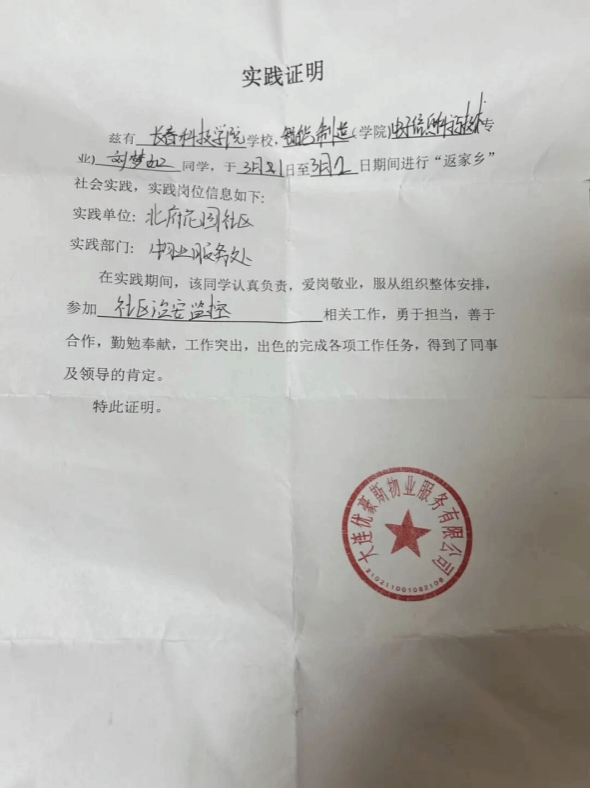 实践证明
兹有 长春科技学院 学校,智能制造(学院)电子信息科学技术专
业) 刘梦 同学，于 3月 日至3月 日期间进行“返家乡”
社会实践，实践岗位信息如下:
实践单位: 北府花园社区
实践部门: 物业服务处
在实践期间，该同学认真负责，爱岗敬业，服从组织整体安排，
参加 社区治安监控 相关工作，勇于担当，善于
合作，勤勉奉献，工作突出，出色的完成各项工作任务，得到了同事
及领导的肯定。
特此证明。
大连优豪斯物业服务有限公司